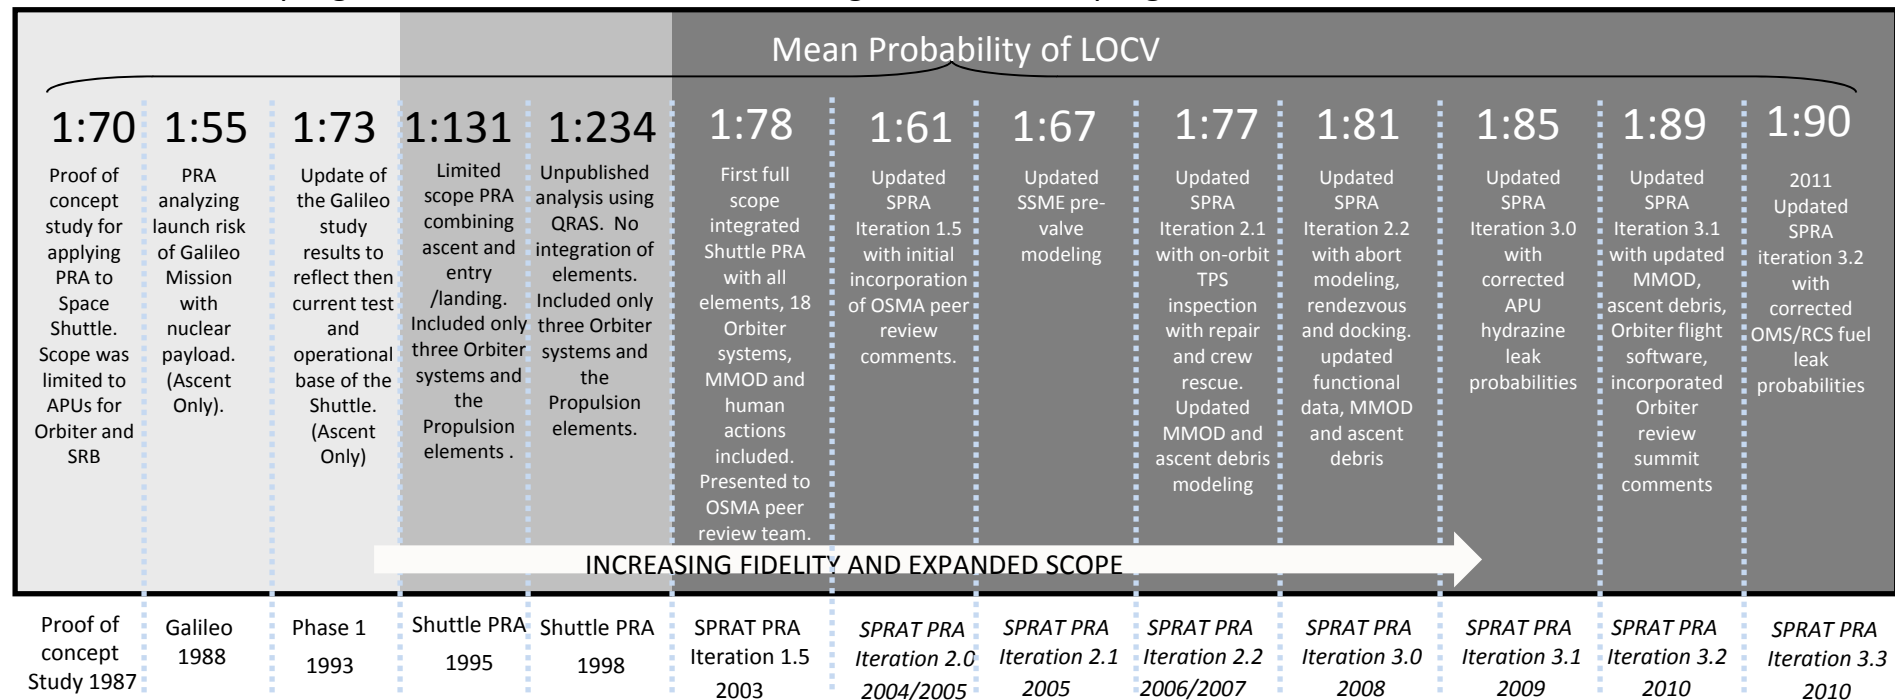 Mean Probability of LOCV
1:70
Proof of
concept
study for
applying
PRA to
Space
Shuttle.
Scope was
limited to
APUs for
Orbiter and
SRB
1:55
PRA
analyzing
launch risk
of Galileo
Mission
with
nuclear
payload.
(Ascent
Only).
1:73
Update of
the Galileo
study
results to
reflect then
current test
and
operational
base of the
Shuttle.
(Ascent
Only)
1:131
Limited
scope PRA
combining
ascent and
entry
/landing.
Included only
three Orbiter
systems and
the
Propulsion
elements .
1:234
Unpublished
analysis using
QRAS. No
integration of
elements.
Included only
three Orbiter
systems and
the
Propulsion
elements.
1:78
First full
scope
integrated
Shuttle PRA
with all
elements, 18
Orbiter
systems,
MMOD and
human
actions
included.
Presented to
OSMA peer
review team.
1:61
Updated
SPRA
Iteration 1.5
with initial
incorporation
of OSMA peer
review
comments.
1:67
Updated
SSME pre-
valve
modeling
1:77
Updated
SPRA
Iteration 2.1
with on-orbit
TPS
inspection
with repair
and crew
rescue.
Updated
MMOD and
ascent debris
modeling
1:81
Updated
SPRA
Iteration 2.2
with abort
modeling,
rendezvous
and docking.
updated
functional
data, MMOD
and ascent
debris
1:85
Updated
SPRA
Iteration 3.0
with
corrected
APU
hydrazine
leak
probabilities
1:89
Updated
SPRA
Iteration 3.1
with updated
MMOD,
ascent debris,
Orbiter flight
software,
incorporated
Orbiter
review
summit
comments
1:90
2011
Updated
SPRA
iteration 3.2
with
corrected
OMS/RCS fuel
leak
probabilities
INCREASING FIDELITY AND EXPANDED SCOPE
Proof of
concept
Study 1987
Galileo
1988
Phase 1
1993
Shuttle PRA
1995
Shuttle PRA
1998
SPRAT PRA
Iteration 1.5
2003
SPRAT PRA
Iteration 2.0
2004/2005
SPRAT PRA
Iteration 2.1
2005
SPRAT PRA
Iteration 2.2
2006/2007
SPRAT PRA
Iteration 3.0
2008
SPRAT PRA
Iteration 3.1
2009
SPRAT PRA
Iteration 3.2
2010
SPRAT PRA
Iteration 3.3
2010